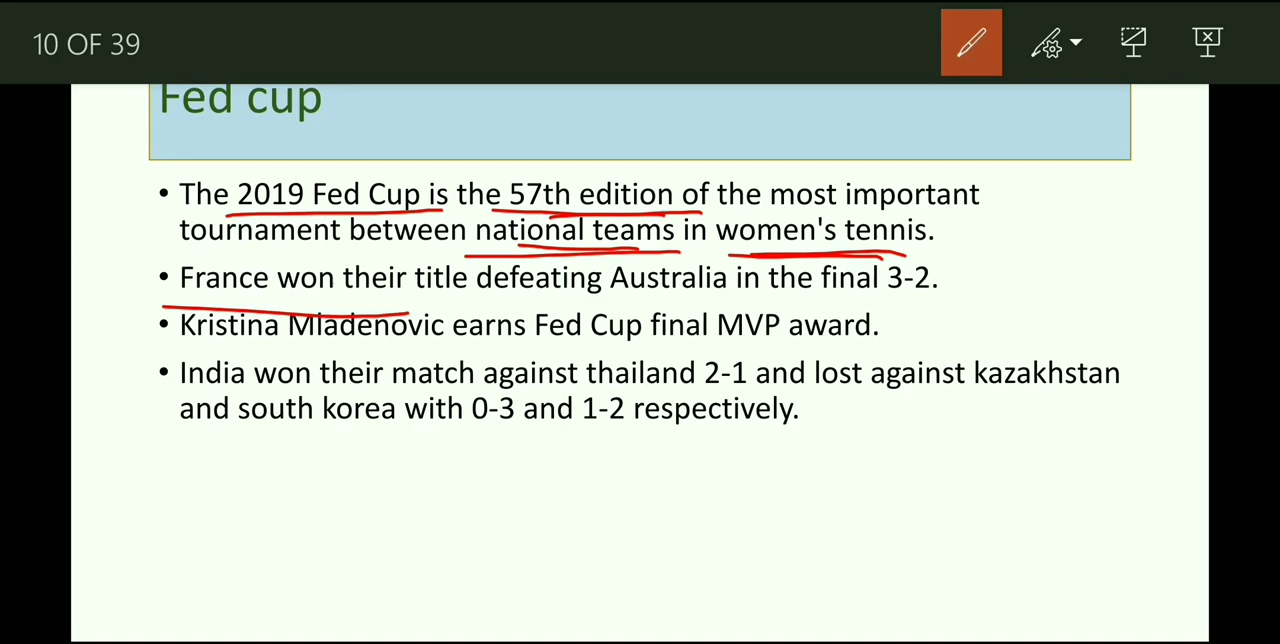 10 OF 39
Fed cup
• The 2019 Fed Cup is the 57th edition of the most important
tournament between national teams in women's tennis.
• France won their title defeating Australia in the final 3-2.
• Kristina Mladenovic earns Fed Cup final MVP award.
• India won their match against thailand 2-1 and lost against kazakhstan
and south korea with 0-3 and 1-2 respectively.